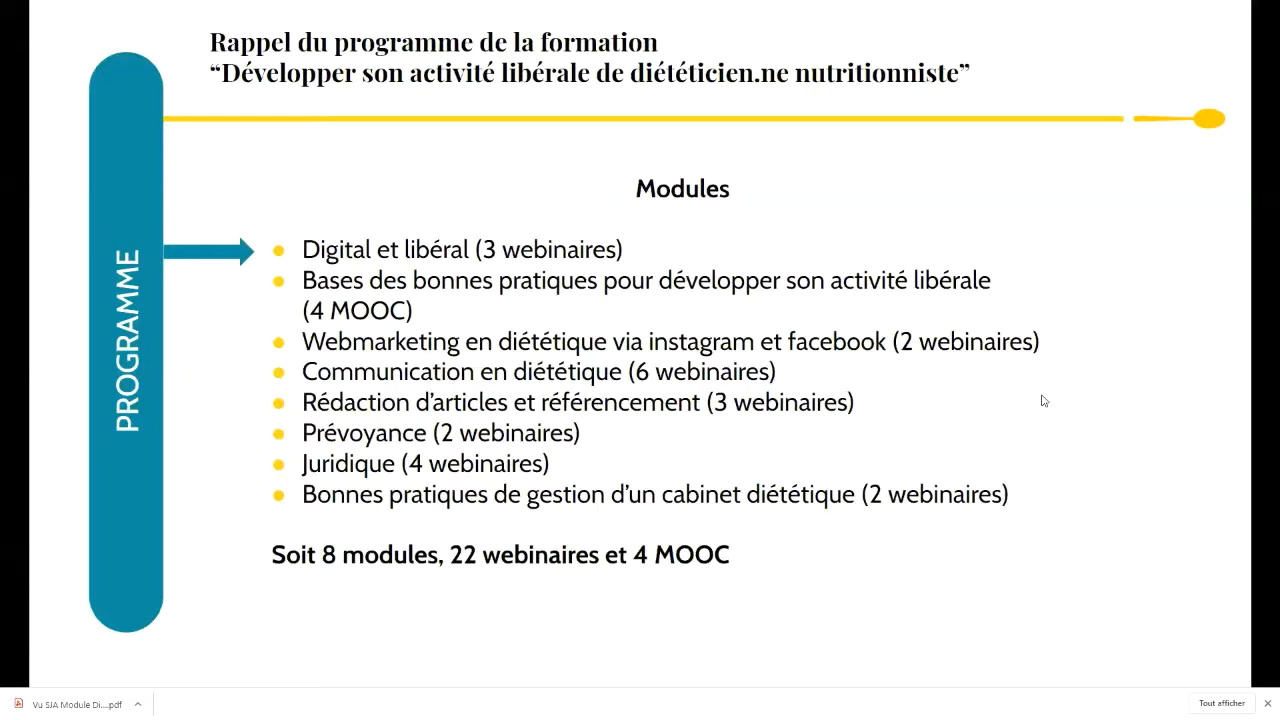 Rappel du programme de la formation
“Développer son activité libérale de diététicien.ne nutritionniste”
PROGRAMME
Modules
Digital et libéral (3 webinaires)
Bases des bonnes pratiques pour développer son activité libérale
(4 MOOC)
Webmarketing en diététique via instagram et facebook (2 webinaires)
Communication en diététique (6 webinaires)
Rédaction d’articles et référencement (3 webinaires)
Prévoyance (2 webinaires)
Juridique (4 webinaires)
Bonnes pratiques de gestion d’un cabinet diététique (2 webinaires)
Soit 8 modules, 22 webinaires et 4 MOOC
Vu SJA Module Di....pdf
Tout afficher